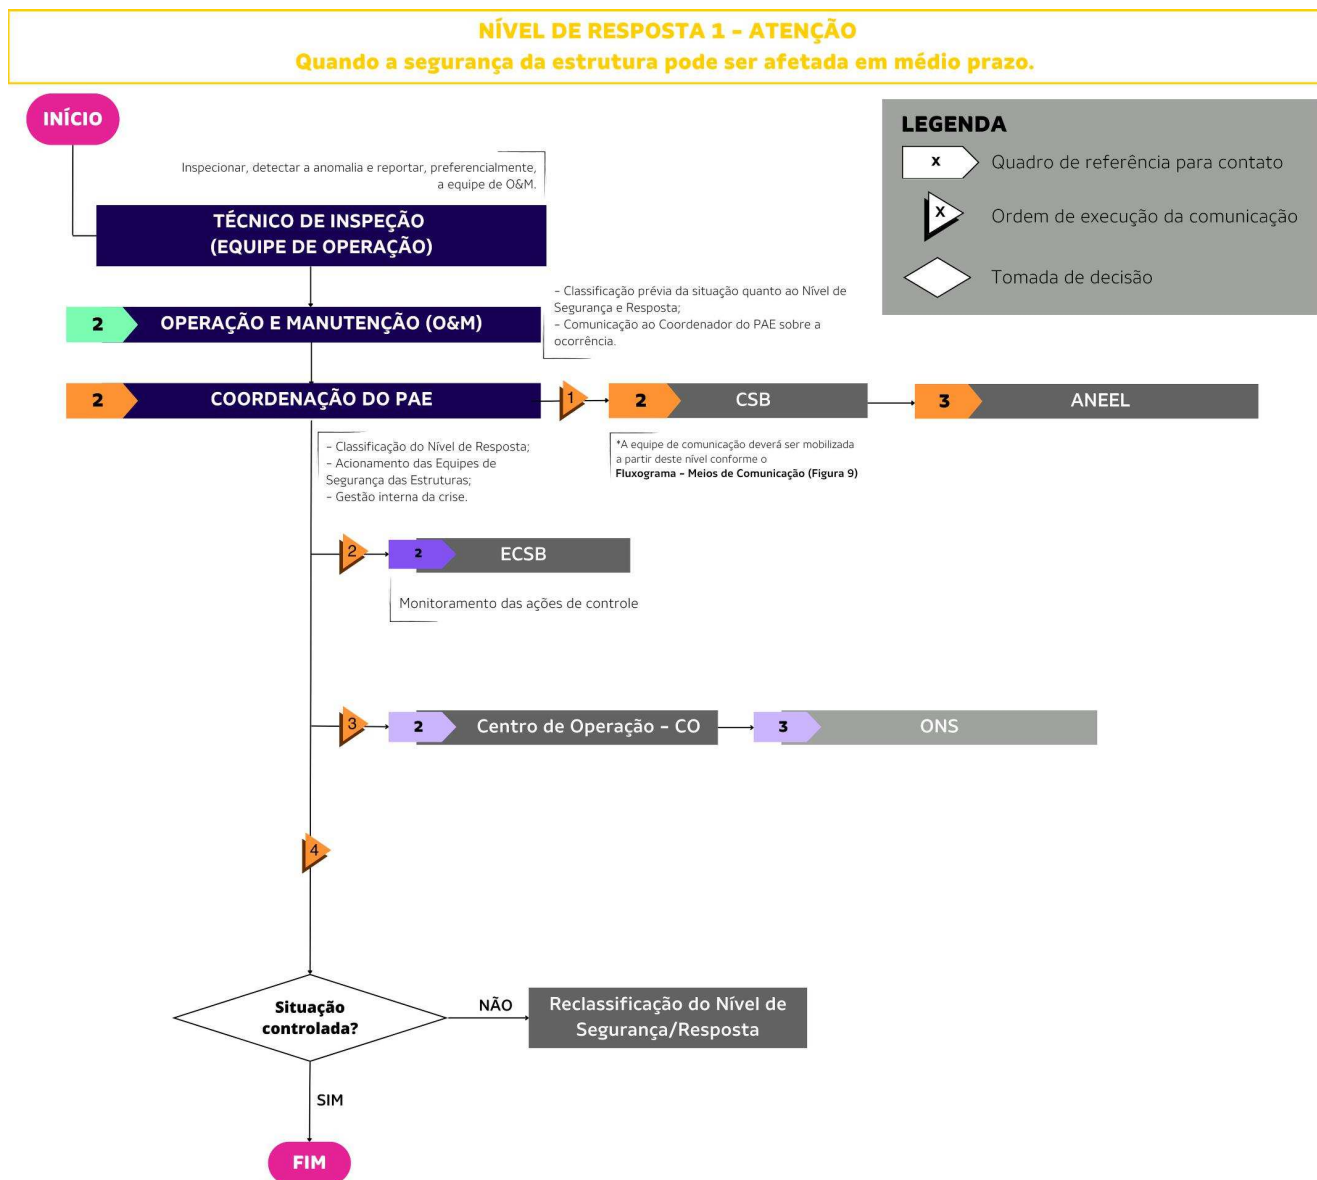 NÍVEL DE RESPOSTA 1 – ATENÇÃO
Quando a segurança da estrutura pode ser afetada em médio prazo.
INÍCIO
LEGENDA
x
Quadro de referência para contato
X
Ordem de execução da comunicação
Tomada de decisão
Inspecionar, detectar a anomalia e reportar, preferencialmente,
a equipe de O&M.
TÉCNICO DE INSPEÇÃO
(EQUIPE DE OPERAÇÃO)
2
OPERAÇÃO E MANUTENÇÃO (O&M)
– Classificação prévia da situação quanto ao Nível de
Segurança e Resposta;
– Comunicação ao Coordenador do PAE sobre a
ocorrência.
2
COORDENAÇÃO DO PAE
1
2
CSB
3
ANEEL
– Classificação do Nível de Resposta;
– Acionamento das Equipes de
Segurança das Estruturas;
– Gestão interna da crise.
*A equipe de comunicação deverá ser mobilizada
a partir deste nível conforme o
Fluxograma – Meios de Comunicação (Figura 9)
2
2
ECSB
Monitoramento das ações de controle
3
2
Centro de Operação – CO
3
ONS
4
Situação
controlada?
NÃO
Reclassificação do Nível de
Segurança/Resposta
SIM
FIM